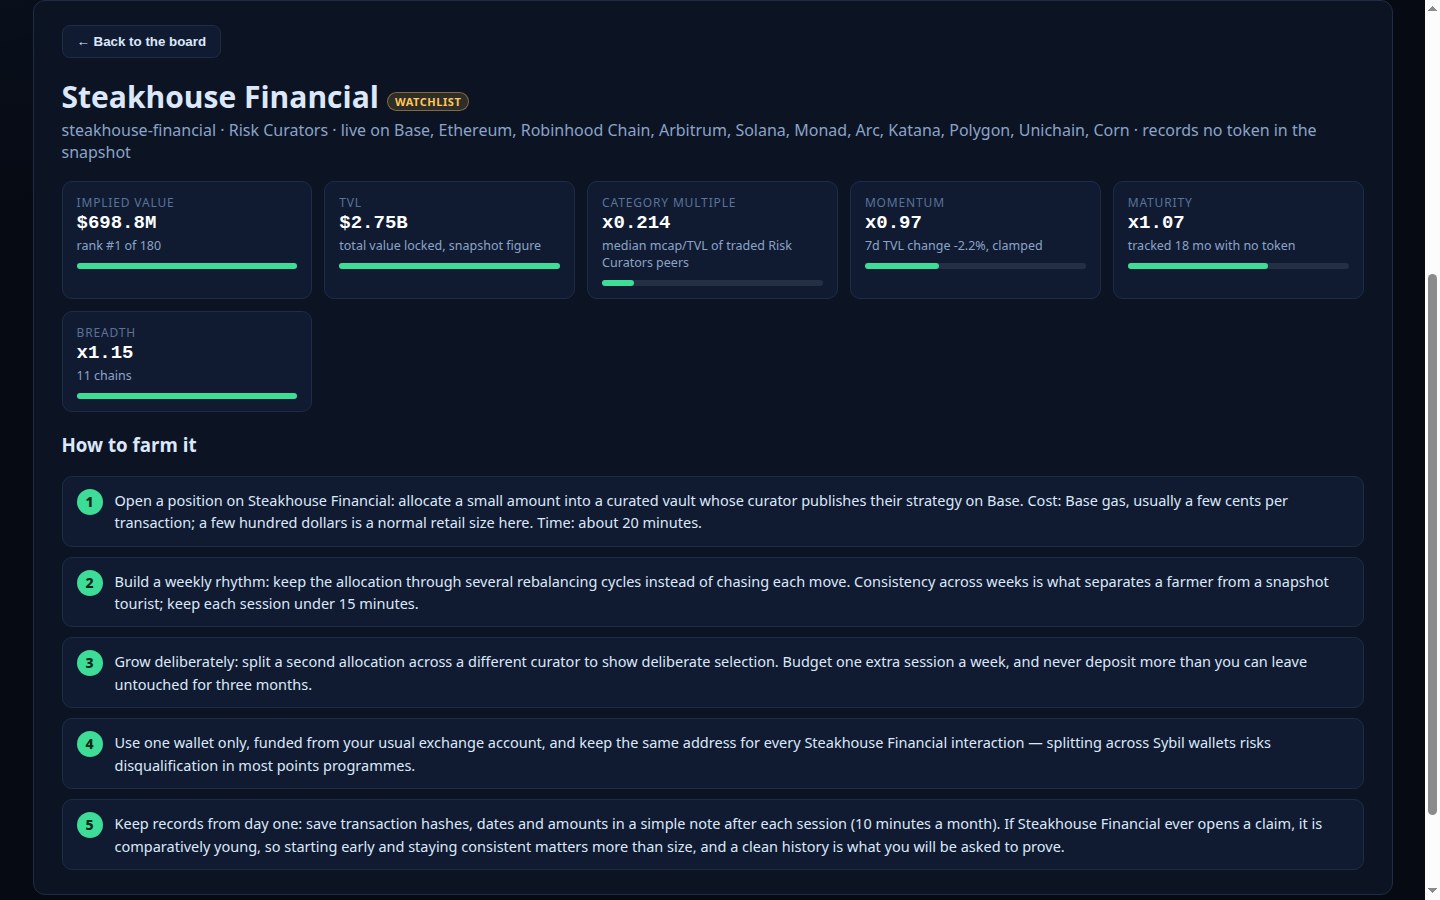 ← Back to the board
Steakhouse Financial WATCHLIST
steakhouse-financial · Risk Curators · live on Base, Ethereum, Robinhood Chain, Arbitrum, Solana, Monad, Arc, Katana, Polygon, Unichain, Corn · records no token in the
snapshot
IMPLIED VALUE
$698.8M
rank #1 of 180
TVL
$2.75B
total value locked, snapshot figure
CATEGORY MULTIPLE
x0.214
median mcap/TVL of traded Risk
Curators peers
MOMENTUM
x0.97
7d TVL change -2.2%, clamped
MATURITY
x1.07
tracked 18 mo with no token
BREADTH
x1.15
11 chains
How to farm it
1
Open a position on Steakhouse Financial: allocate a small amount into a curated vault whose curator publishes their strategy on Base. Cost: Base gas, usually a few cents per
transaction; a few hundred dollars is a normal retail size here. Time: about 20 minutes.
2
Build a weekly rhythm: keep the allocation through several rebalancing cycles instead of chasing each move. Consistency across weeks is what separates a farmer from a snapshot
tourist; keep each session under 15 minutes.
3
Grow deliberately: split a second allocation across a different curator to show deliberate selection. Budget one extra session a week, and never deposit more than you can leave
untouched for three months.
4
Use one wallet only, funded from your usual exchange account, and keep the same address for every Steakhouse Financial interaction — splitting across Sybil wallets risks
disqualification in most points programmes.
5
Keep records from day one: save transaction hashes, dates and amounts in a simple note after each session (10 minutes a month). If Steakhouse Financial ever opens a claim, it is
comparatively young, so starting early and staying consistent matters more than size, and a clean history is what you will be asked to prove.